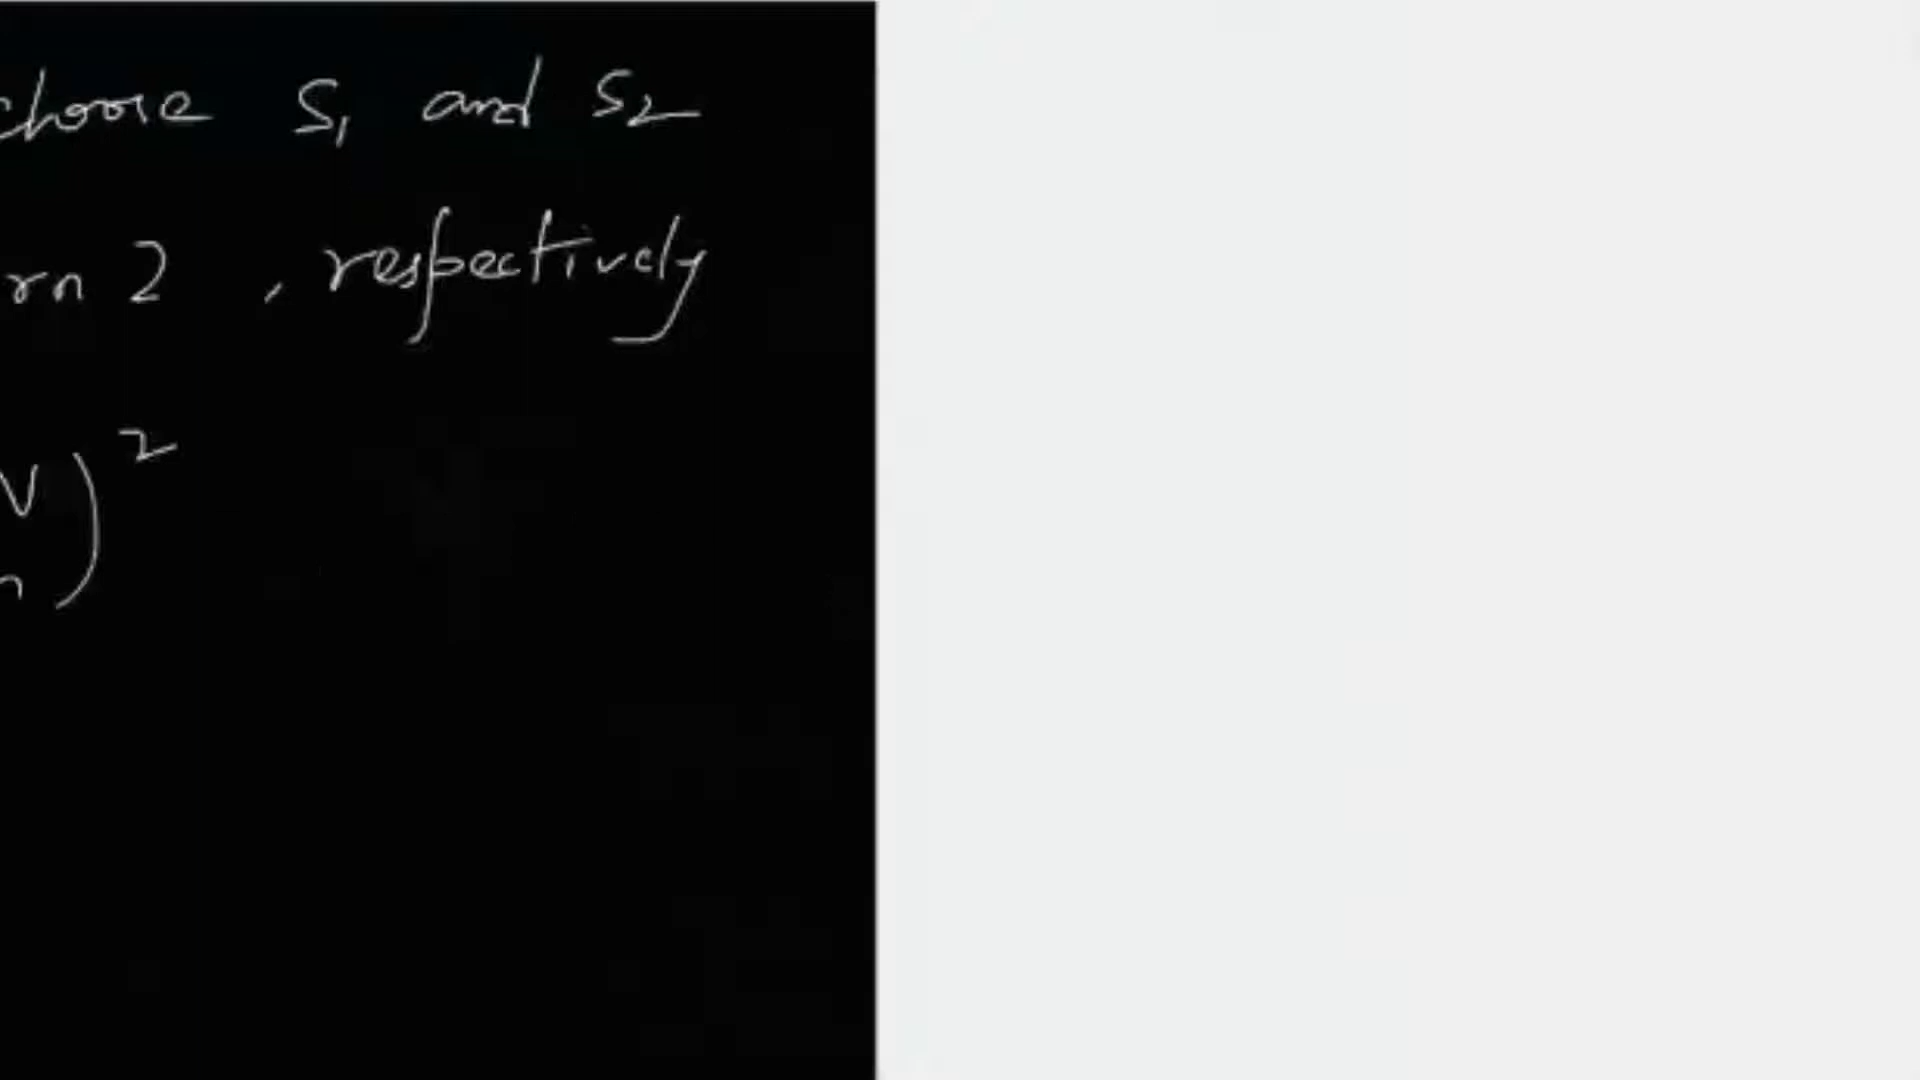 choose S₁ and S₂
rn 2 , respectively
V)²
n